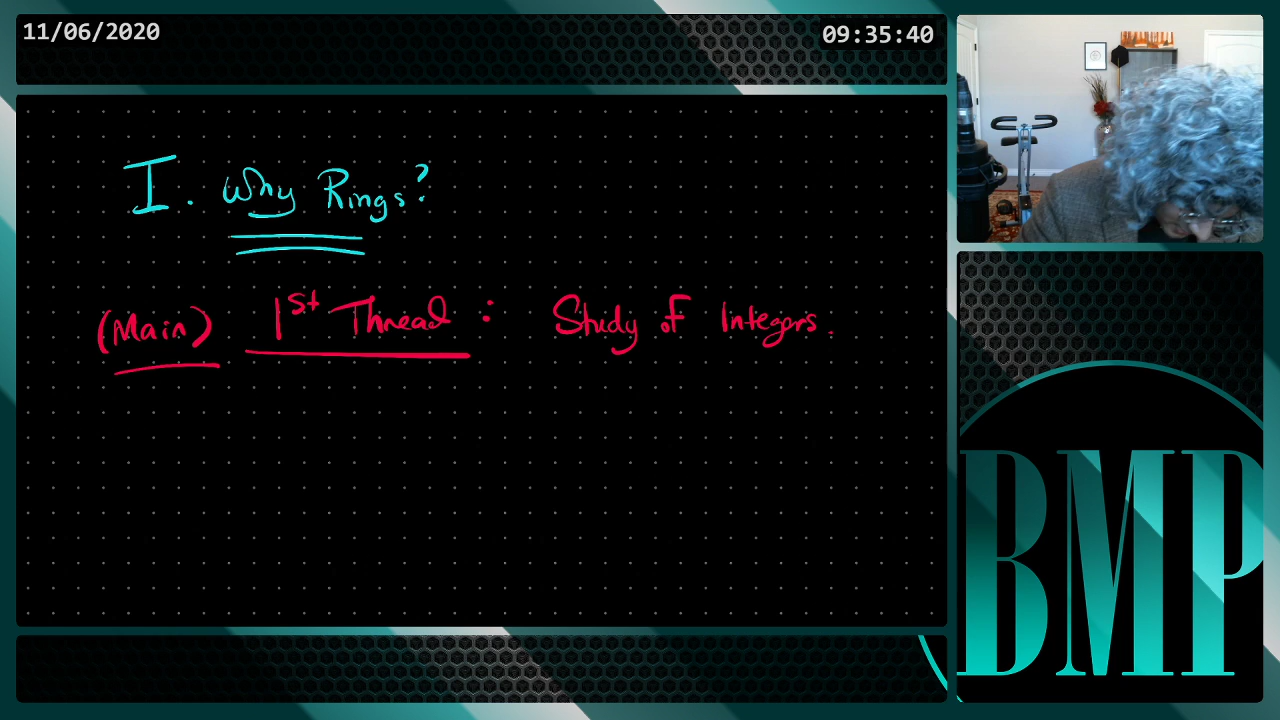 11/06/2020
09:35:40
I. Why Rings?
(Main) 1st Thread : Study of Integers.
BMP